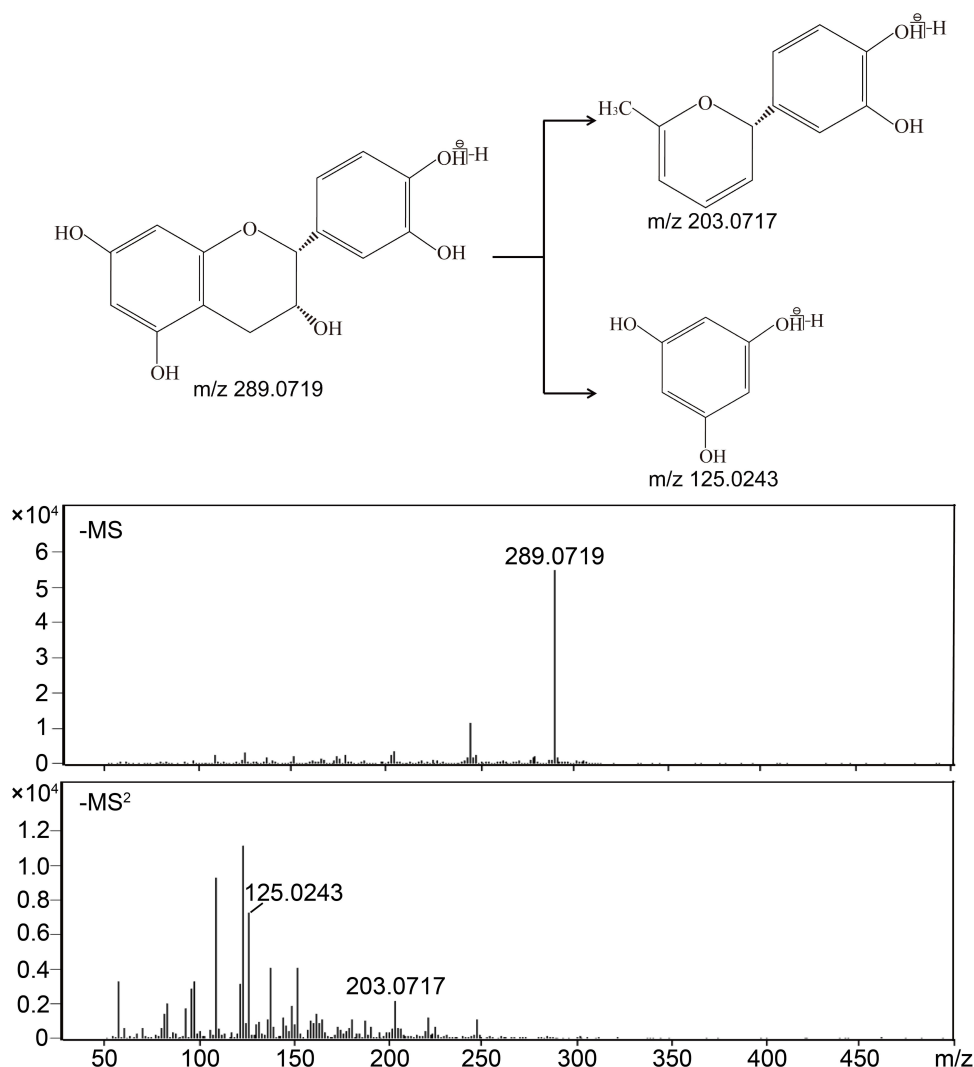 OH⊖-H
H₃C
O
OH
m/z 203.0717
OH⊖-H
HO
O
OH
OH
OH
m/z 289.0719
HO
OH⊖-H
OH
m/z 125.0243
×10⁴
-MS
289.0719
6
5
4
3
2
1
0
×10⁴
-MS²
1.2
1.0
0.8
0.6
0.4
0.2
0
125.0243
203.0717
50 100 150 200 250 300 350 400 450 m/z